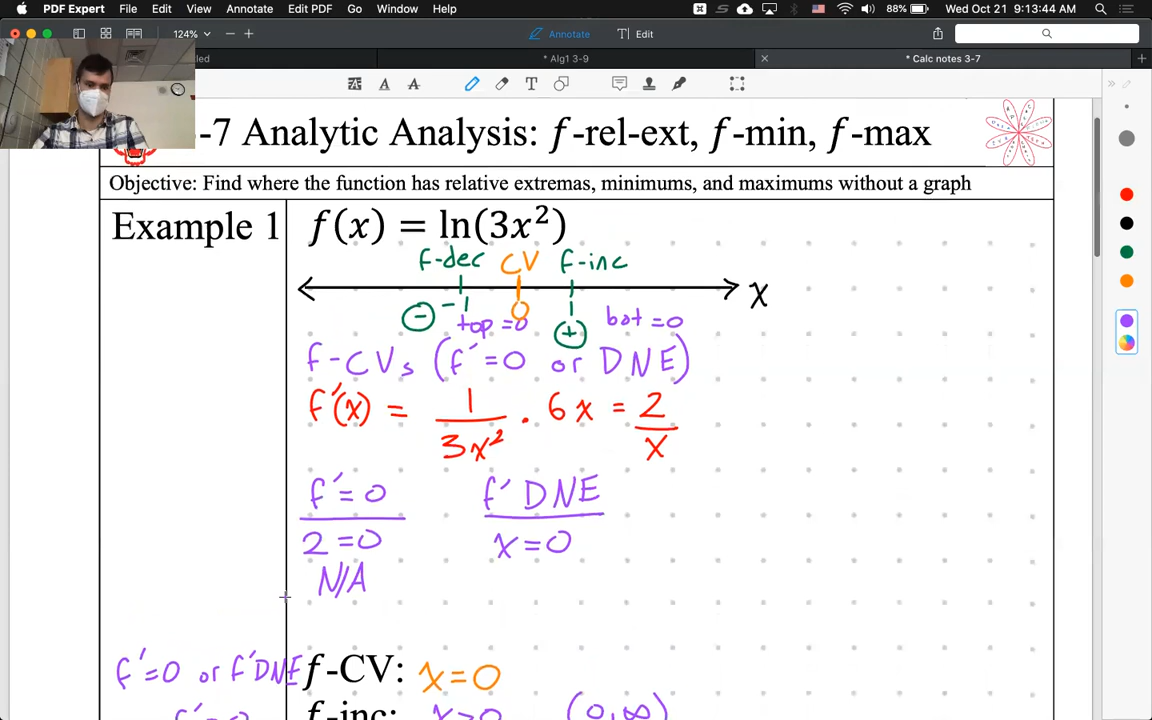 PDF Expert File Edit View Annotate Edit PDF Go Window Help 88% Wed Oct 21 9:13:44 AM
124% Annotate Edit
led * Alg1 3-9 * Calc notes 3-7
-7 Analytic Analysis: f-rel-ext, f-min, f-max
Objective: Find where the function has relative extremas, minimums, and maximums without a graph
Example 1 f(x) = ln(3x²)
f-dec CV f-inc
x
- -1 0 +
top =0 bot =0
f-CVs (f'=0 or DNE)
f'(x) = 1/3x² · 6x = 2/x
f'=0 f' DNE
2=0 x=0
N/A
f'=0 or f'DNE f-CV: x=0
f'=0 f-inc: x>0 (0,∞)